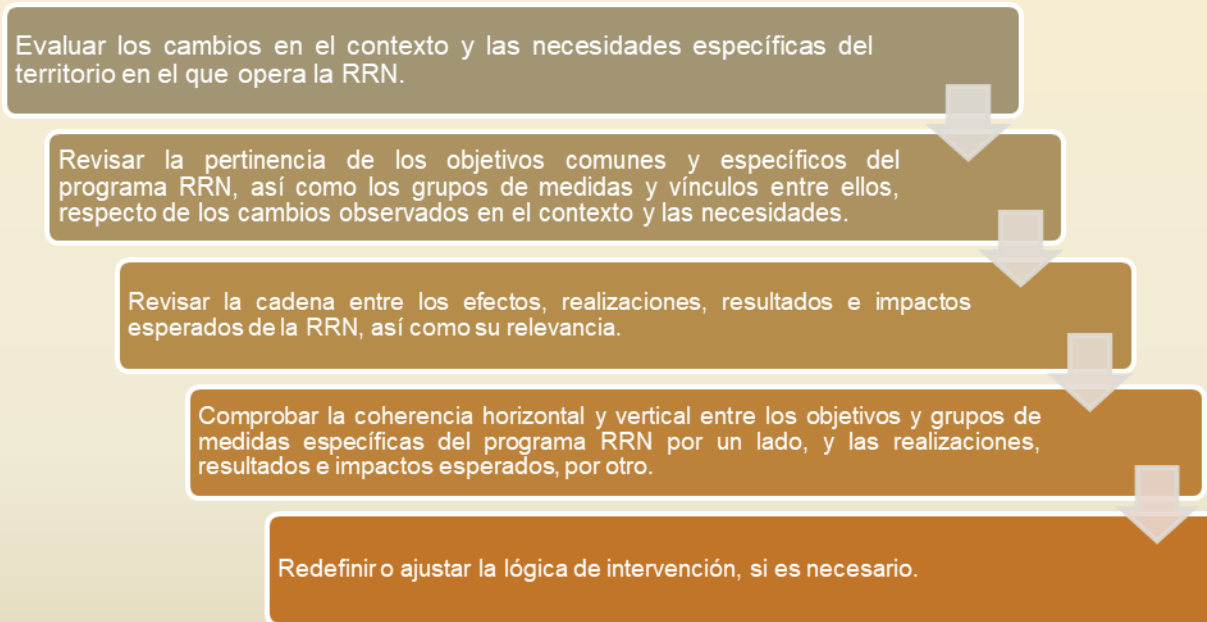 Evaluar los cambios en el contexto y las necesidades específicas del
territorio en el que opera la RRN.
Revisar la pertinencia de los objetivos comunes y específicos del
programa RRN, así como los grupos de medidas y vínculos entre ellos,
respecto de los cambios observados en el contexto y las necesidades.
Revisar la cadena entre los efectos, realizaciones, resultados e impactos
esperados de la RRN, así como su relevancia.
Comprobar la coherencia horizontal y vertical entre los objetivos y grupos de
medidas específicas del programa RRN por un lado, y las realizaciones,
resultados e impactos esperados, por otro.
Redefinir o ajustar la lógica de intervención, si es necesario.